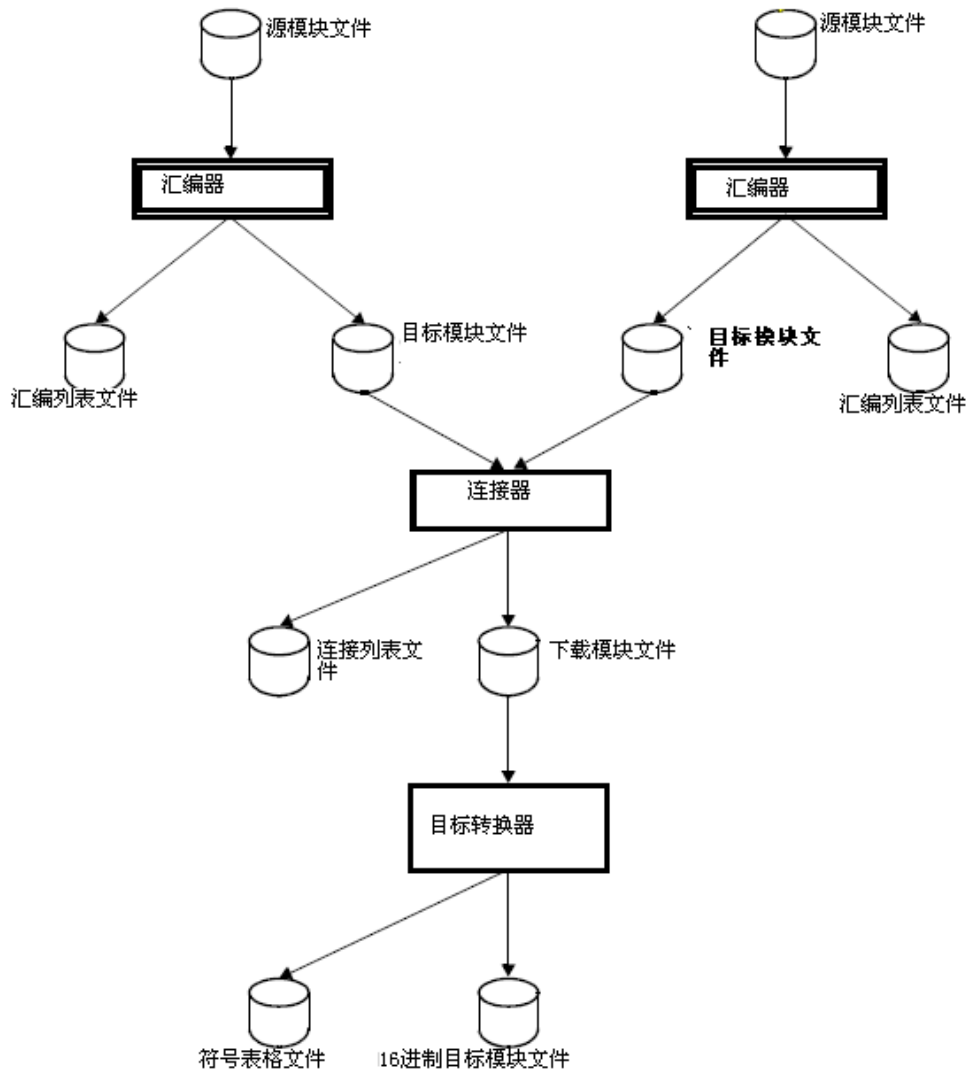 源模块文件
源模块文件
汇编器
汇编器
目标模块文件
目标模块文
件
汇编列表文件
汇编列表文件
连接器
连接列表文
件
下载模块文件
目标转换器
符号表格文件
16进制目标模块文件